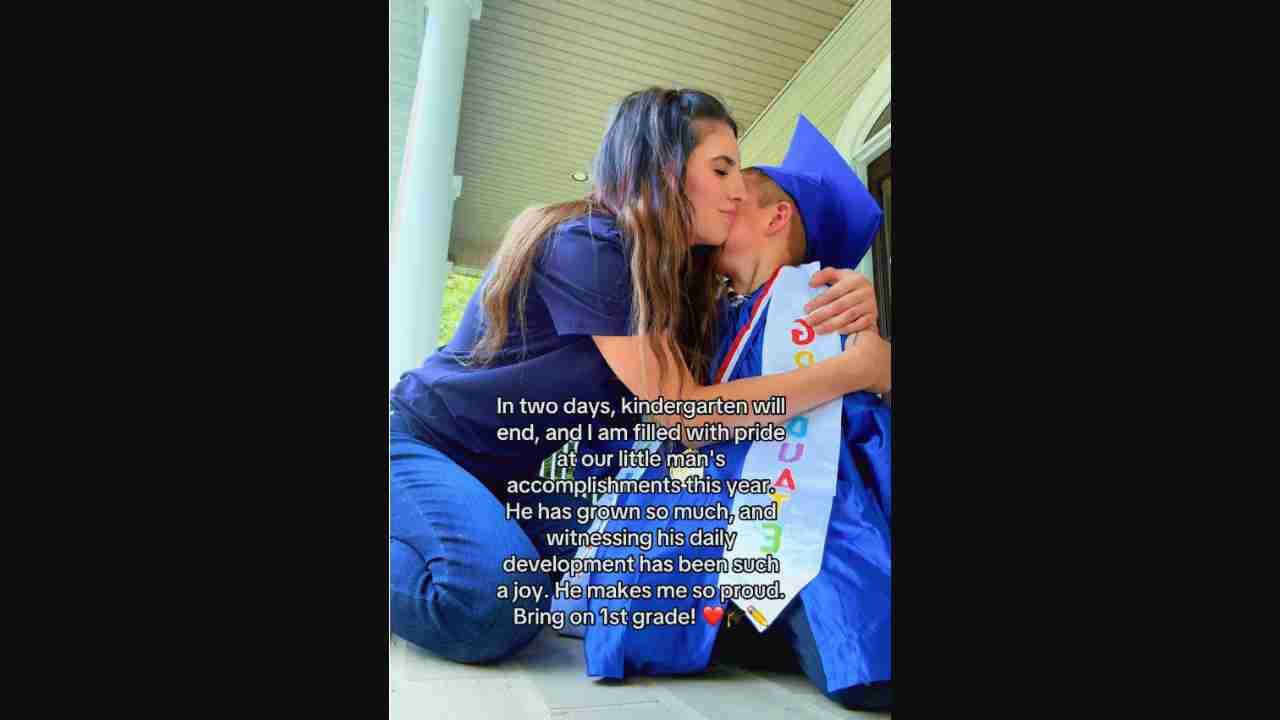 GRADUATE
In two days, kindergarten will
end, and I am filled with pride
at our little man's
accomplishments this year.
He has grown so much, and
witnessing his daily
development has been such
a joy. He makes me so proud.
Bring on 1st grade! ❤️🎓✏️